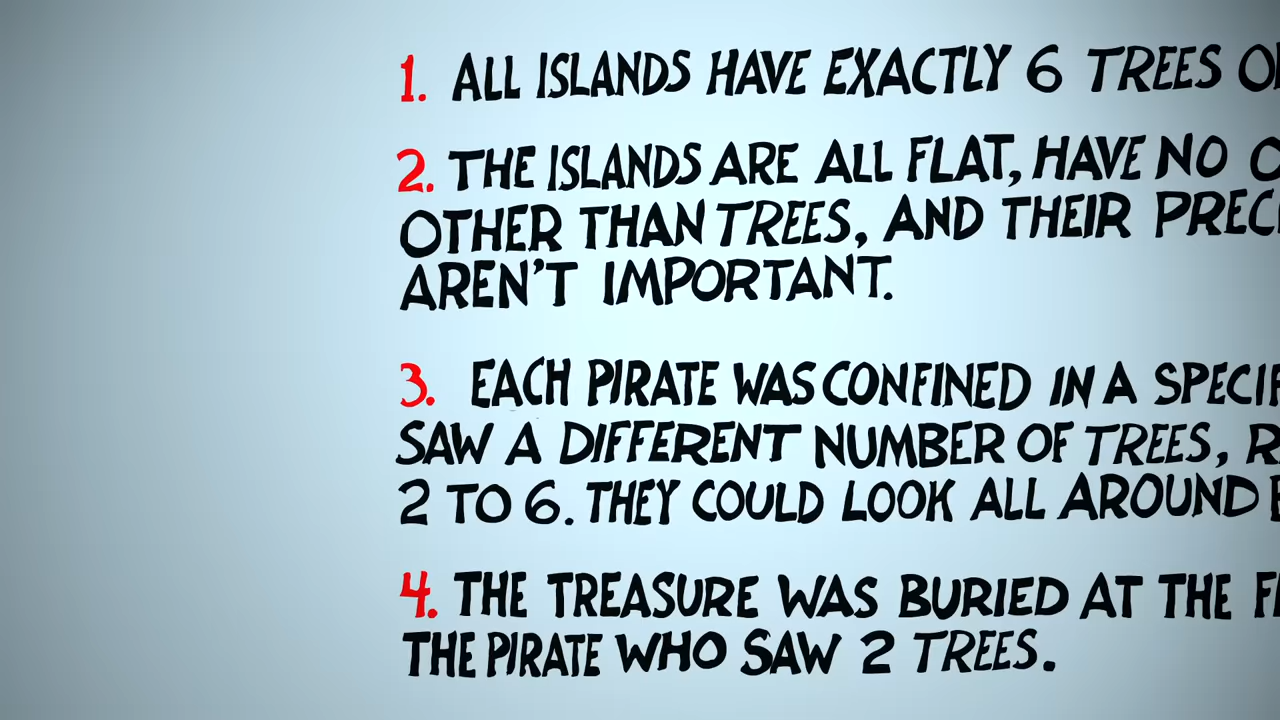 1. ALL ISLANDS HAVE EXACTLY 6 TREES
2. THE ISLANDS ARE ALL FLAT, HAVE NO
OTHER THAN TREES, AND THEIR
AREN'T IMPORTANT.
3. EACH PIRATE WAS CONFINED IN A
SAW A DIFFERENT NUMBER OF TREES,
2 TO 6. THEY COULD LOOK ALL AROUND
4. THE TREASURE WAS BURIED AT THE
THE PIRATE WHO SAW 2 TREES.